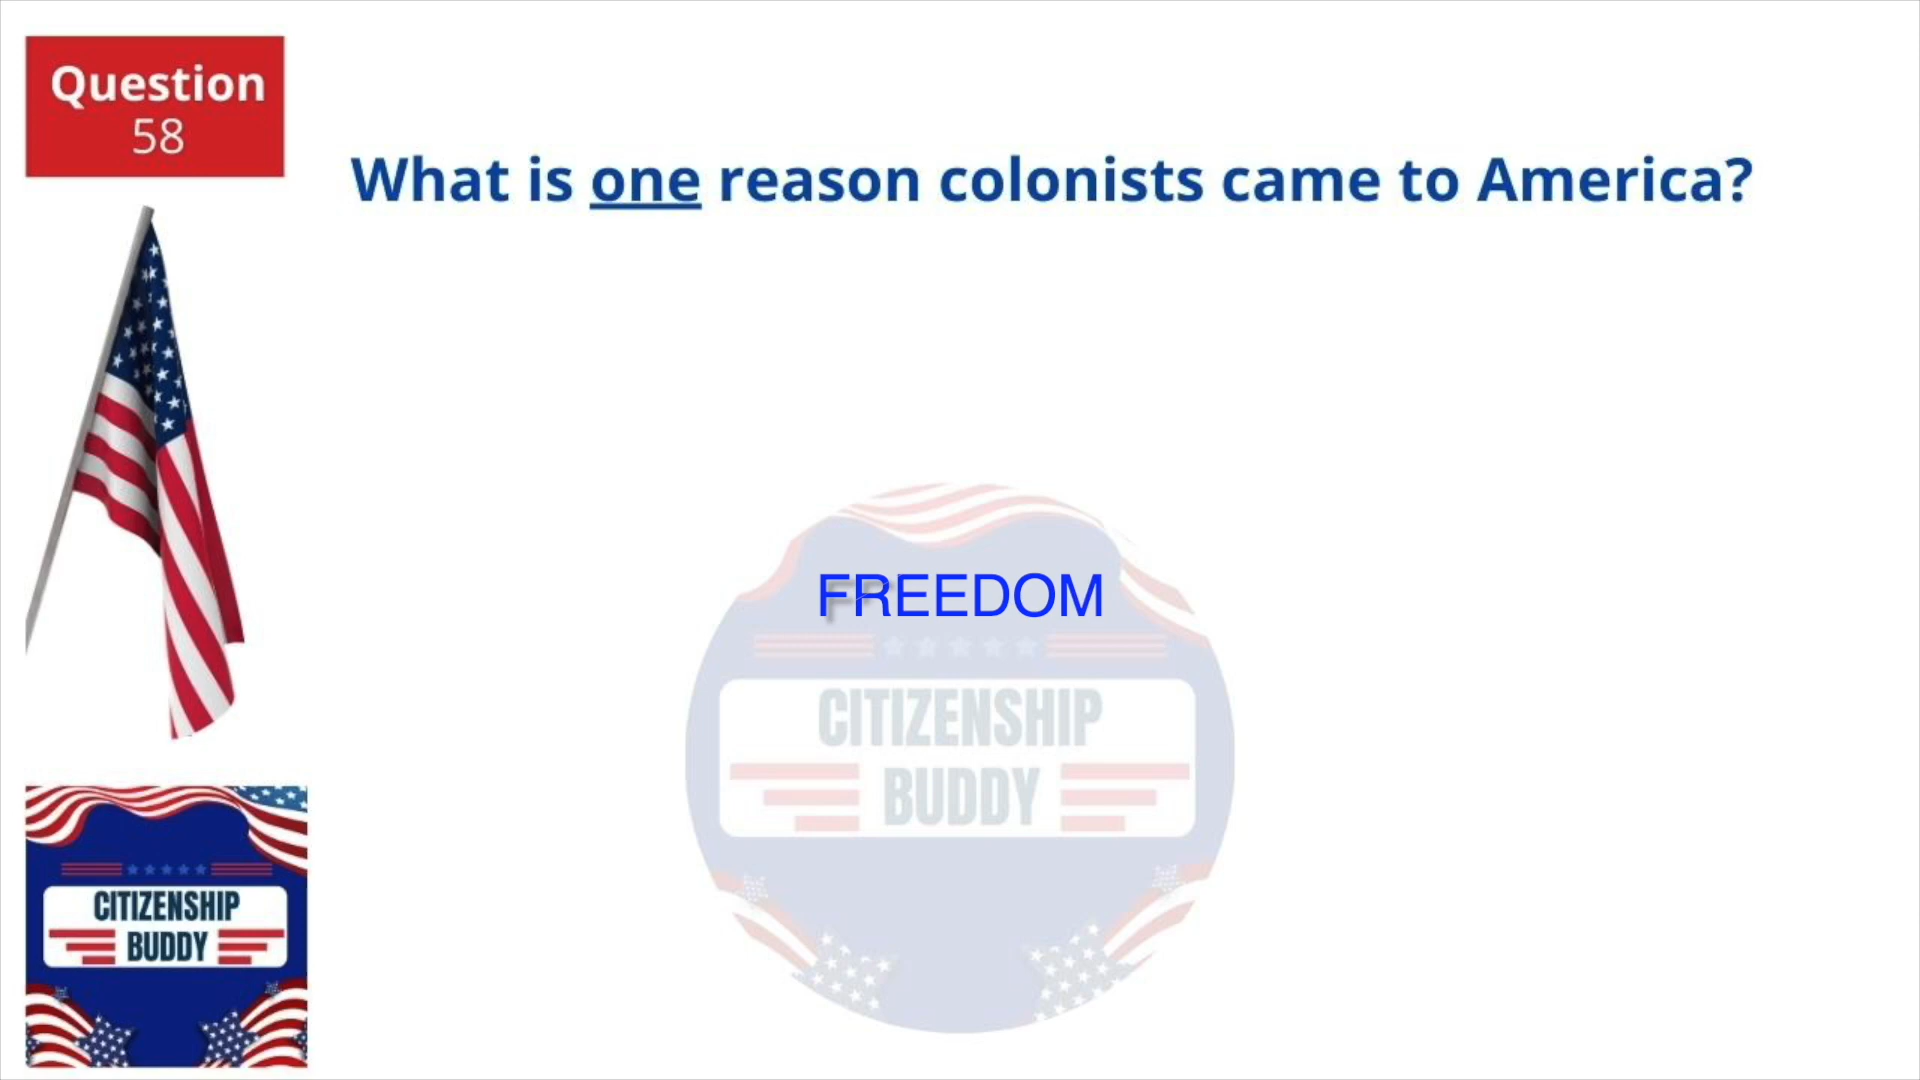 Question
58
What is one reason colonists came to America?
FREEDOM
CITIZENSHIP
BUDDY
CITIZENSHIP
BUDDY